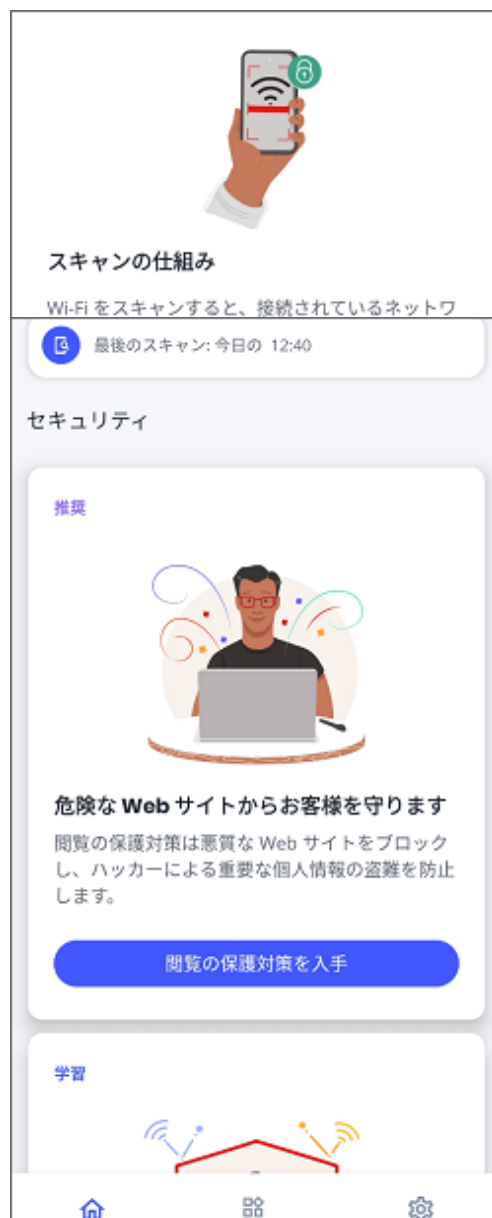 スキャンの仕組み
Wi-Fi をスキャンすると、接続されているネットワ
最後のスキャン: 今日の 12:40
セキュリティ
推奨
危険な Web サイトからお客様を守ります
閲覧の保護対策は悪質な Web サイトをブロック
し、ハッカーによる重要な個人情報の盗難を防止
します。
閲覧の保護対策を入手
学習